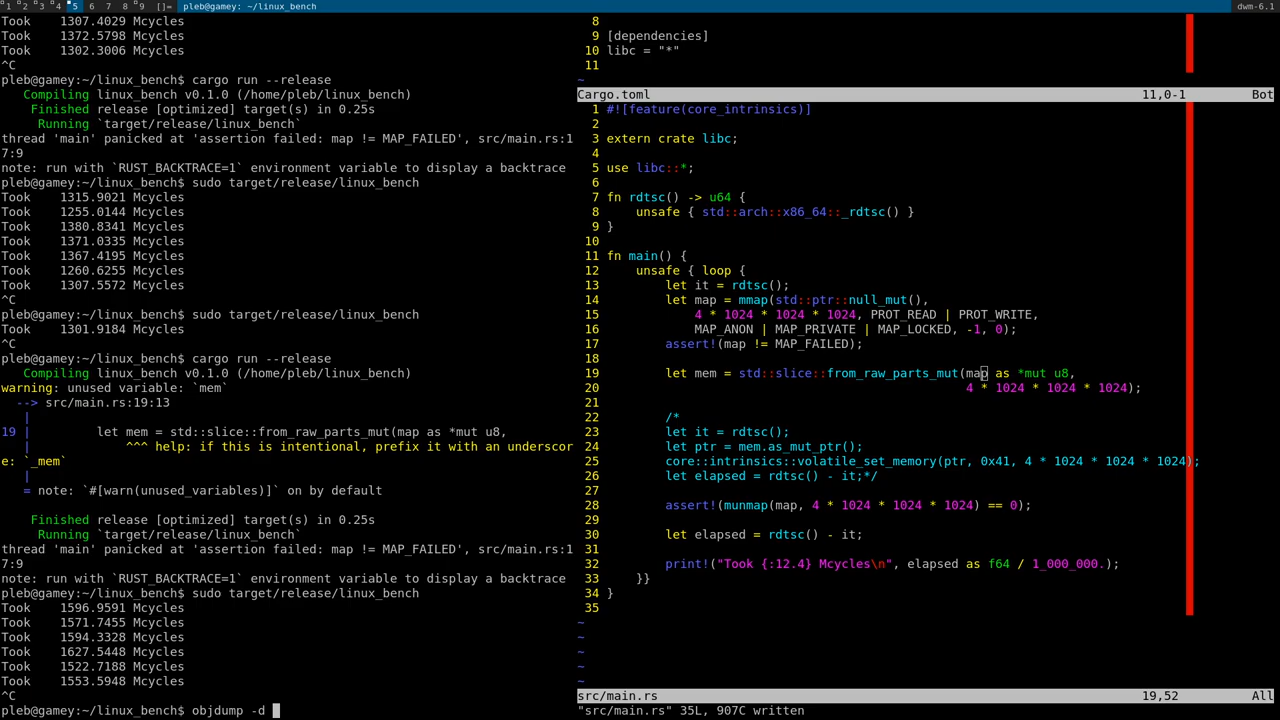 1 2 3 4 5 6 7 8 9 []= pleb@gamey: ~/linux_bench dwm-6.1
Took    1307.4029 Mcycles
Took    1372.5798 Mcycles
Took    1302.3006 Mcycles
^C
pleb@gamey:~/linux_bench$ cargo run --release
   Compiling linux_bench v0.1.0 (/home/pleb/linux_bench)
    Finished release [optimized] target(s) in 0.25s
     Running `target/release/linux_bench`
thread 'main' panicked at 'assertion failed: map != MAP_FAILED', src/main.rs:1
7:9
note: run with `RUST_BACKTRACE=1` environment variable to display a backtrace
pleb@gamey:~/linux_bench$ sudo target/release/linux_bench
Took    1315.9021 Mcycles
Took    1255.0144 Mcycles
Took    1380.8341 Mcycles
Took    1371.0335 Mcycles
Took    1367.4195 Mcycles
Took    1260.6255 Mcycles
Took    1307.5572 Mcycles
^C
pleb@gamey:~/linux_bench$ sudo target/release/linux_bench
Took    1301.9184 Mcycles
^C
pleb@gamey:~/linux_bench$ cargo run --release
   Compiling linux_bench v0.1.0 (/home/pleb/linux_bench)
warning: unused variable: `mem`
  --> src/main.rs:19:13
   |
19 |         let mem = std::slice::from_raw_parts_mut(map as *mut u8,
   |             ^^^ help: if this is intentional, prefix it with an underscor
e: `_mem`
   |
   = note: `#[warn(unused_variables)]` on by default
    Finished release [optimized] target(s) in 0.25s
     Running `target/release/linux_bench`
thread 'main' panicked at 'assertion failed: map != MAP_FAILED', src/main.rs:1
7:9
note: run with `RUST_BACKTRACE=1` environment variable to display a backtrace
pleb@gamey:~/linux_bench$ sudo target/release/linux_bench
Took    1596.9591 Mcycles
Took    1571.7455 Mcycles
Took    1594.3328 Mcycles
Took    1627.5448 Mcycles
Took    1522.7188 Mcycles
Took    1553.5948 Mcycles
^C
pleb@gamey:~/linux_bench$ objdump -d
8
9 [dependencies]
10 libc = "*"
11
~
Cargo.toml 11,0-1 Bot
1 #![feature(core_intrinsics)]
2
3 extern crate libc;
4
5 use libc::*;
6
7 fn rdtsc() -> u64 {
8     unsafe { std::arch::x86_64::_rdtsc() }
9 }
10
11 fn main() {
12     unsafe { loop {
13         let it = rdtsc();
14         let map = mmap(std::ptr::null_mut(),
15             4 * 1024 * 1024 * 1024, PROT_READ | PROT_WRITE,
16             MAP_ANON | MAP_PRIVATE | MAP_LOCKED, -1, 0);
17         assert!(map != MAP_FAILED);
18
19         let mem = std::slice::from_raw_parts_mut(map as *mut u8,
20                                                  4 * 1024 * 1024 * 1024);
21
22         /*
23         let it = rdtsc();
24         let ptr = mem.as_mut_ptr();
25         core::intrinsics::volatile_set_memory(ptr, 0x41, 4 * 1024 * 1024 * 1024);
26         let elapsed = rdtsc() - it;*/
27
28         assert!(munmap(map, 4 * 1024 * 1024 * 1024) == 0);
29
30         let elapsed = rdtsc() - it;
31
32         print!("Took {:12.4} Mcycles\n", elapsed as f64 / 1_000_000.);
33     }}
34 }
35
~
~
~
~
~
src/main.rs 19,52 All
"src/main.rs" 35L, 907C written